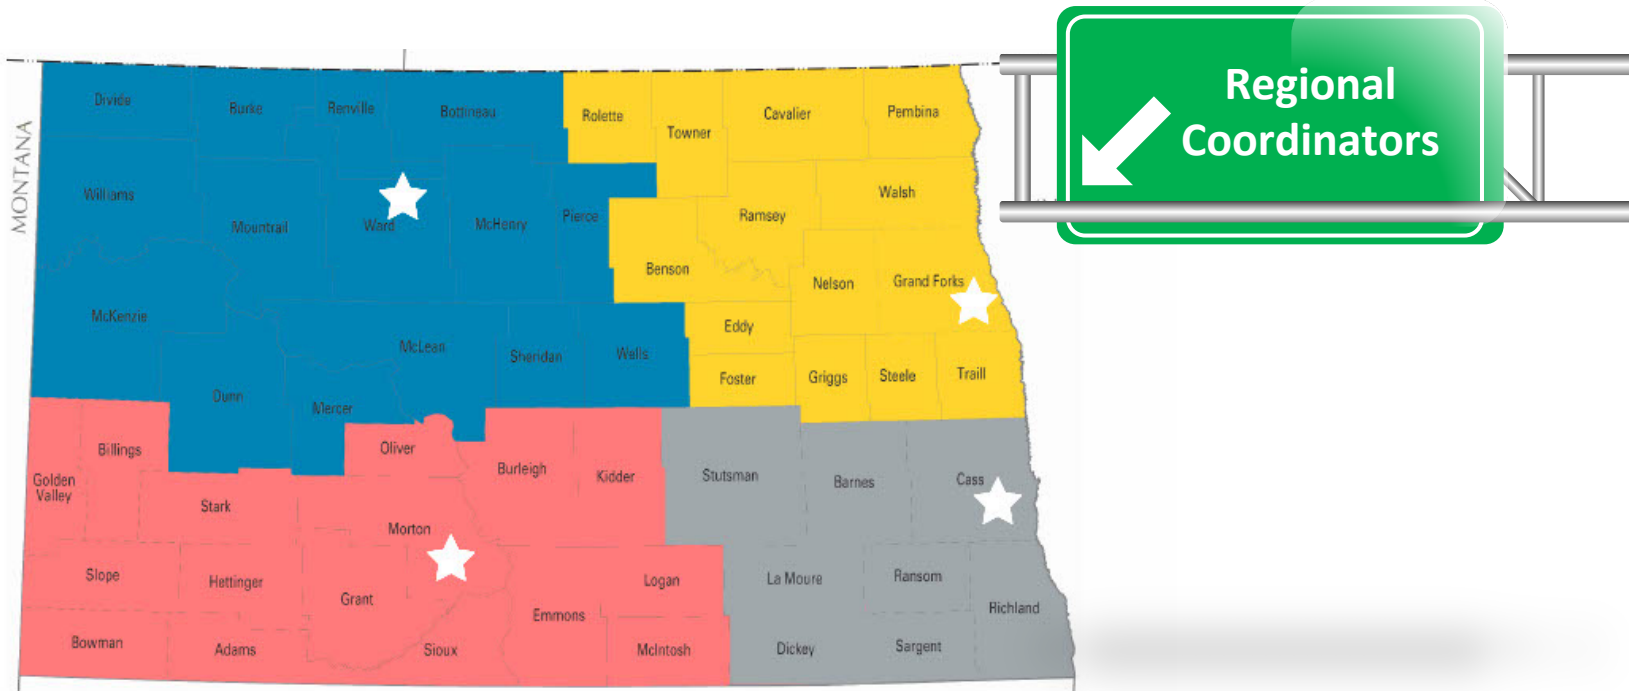 Regional
Coordinators
MONTANA
Divide
Burke
Renville
Bottineau
Rolette
Towner
Cavalier
Pembina
Williams
Mountrail
Ward
McHenry
Pierce
Benson
Ramsey
Walsh
Nelson
Grand Forks
McKenzie
McLean
Sheridan
Wells
Eddy
Foster
Griggs
Steele
Traill
Dunn
Mercer
Oliver
Golden
Valley
Billings
Stark
Morton
Burleigh
Kidder
Stutsman
Barnes
Cass
Slope
Hettinger
Grant
Emmons
Logan
La Moure
Ransom
Richland
Bowman
Adams
Sioux
McIntosh
Dickey
Sargent